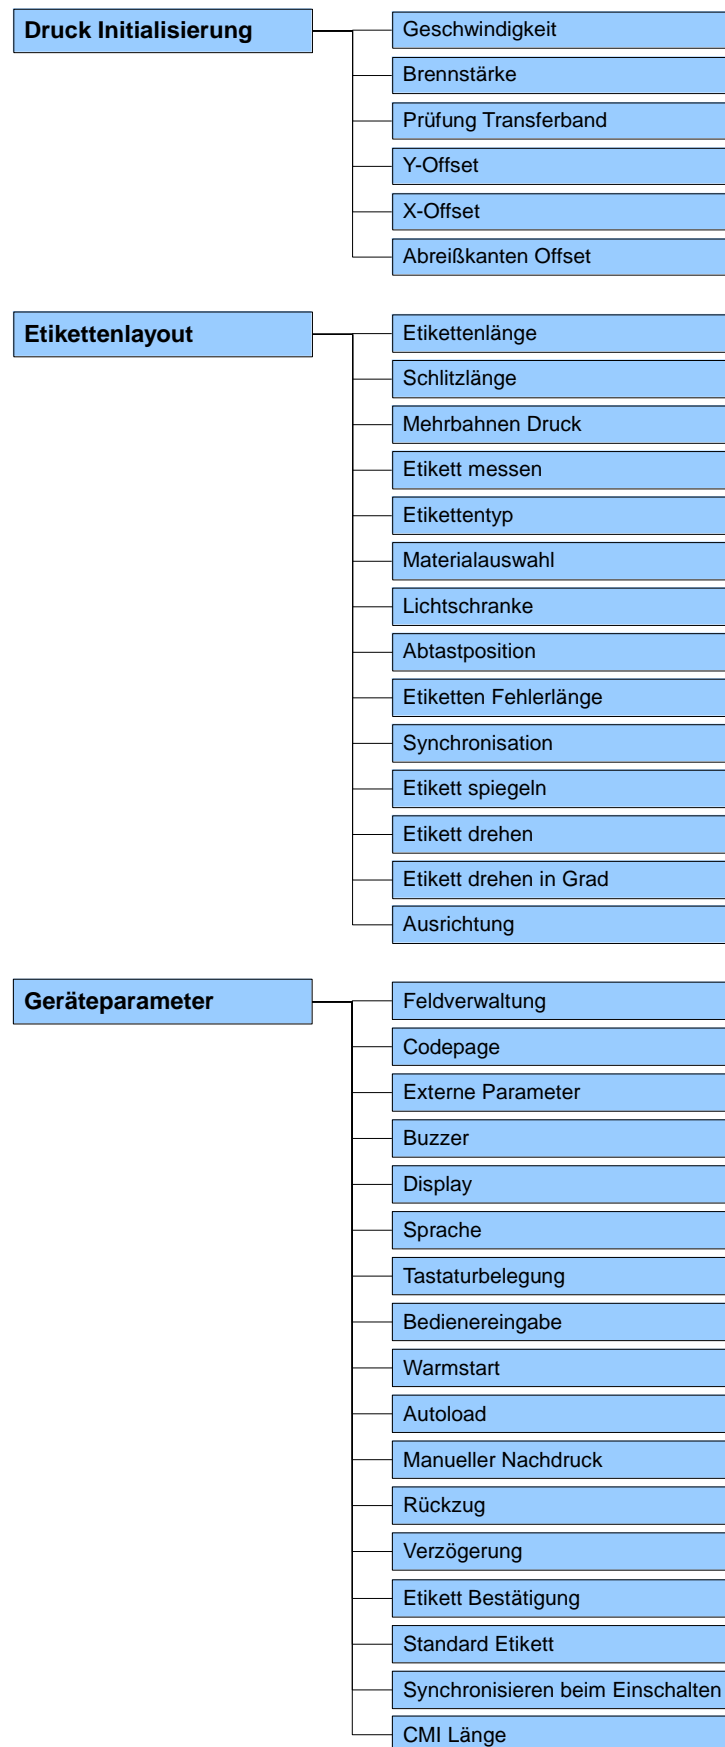 Druck Initialisierung
Geschwindigkeit
Brennstärke
Prüfung Transferband
Y-Offset
X-Offset
Abreißkanten Offset
Etikettenlayout
Etikettenlänge
Schlitzlänge
Mehrbahnen Druck
Etikett messen
Etikettentyp
Materialauswahl
Lichtschranke
Abtastposition
Etiketten Fehlerlänge
Synchronisation
Etikett spiegeln
Etikett drehen
Etikett drehen in Grad
Ausrichtung
Geräteparameter
Feldverwaltung
Codepage
Externe Parameter
Buzzer
Display
Sprache
Tastaturbelegung
Bedienereingabe
Warmstart
Autoload
Manueller Nachdruck
Rückzug
Verzögerung
Etikett Bestätigung
Standard Etikett
Synchronisieren beim Einschalten
CMI Länge